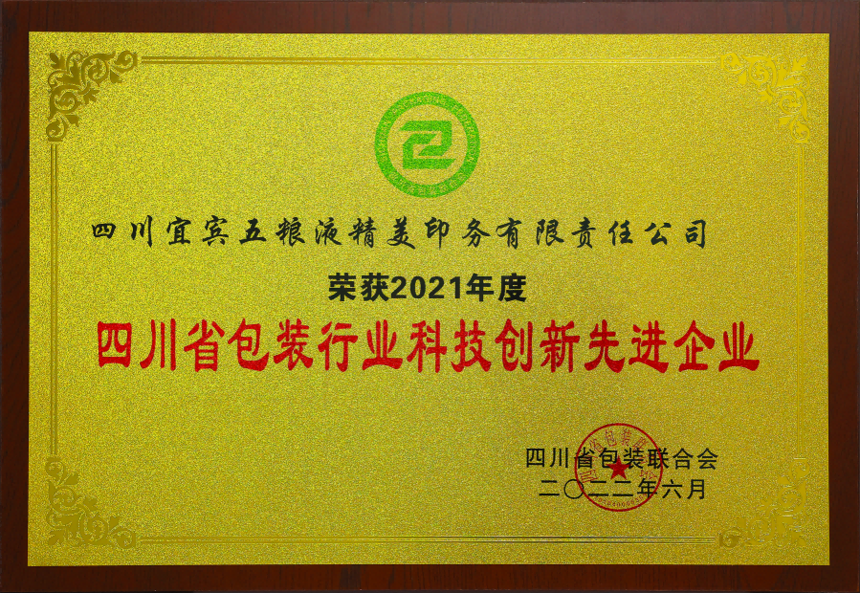 四川宜宾五粮液精美印务有限责任公司
荣获2021年度
四川省包装行业科技创新先进企业
四川省包装联合会
二〇二二年六月